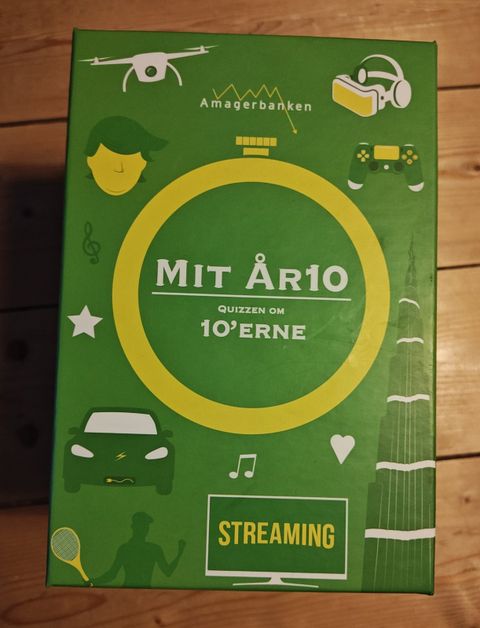 Amagerbanken
MIT ÅR10
QUIZZEN OM
10'ERNE
STREAMING